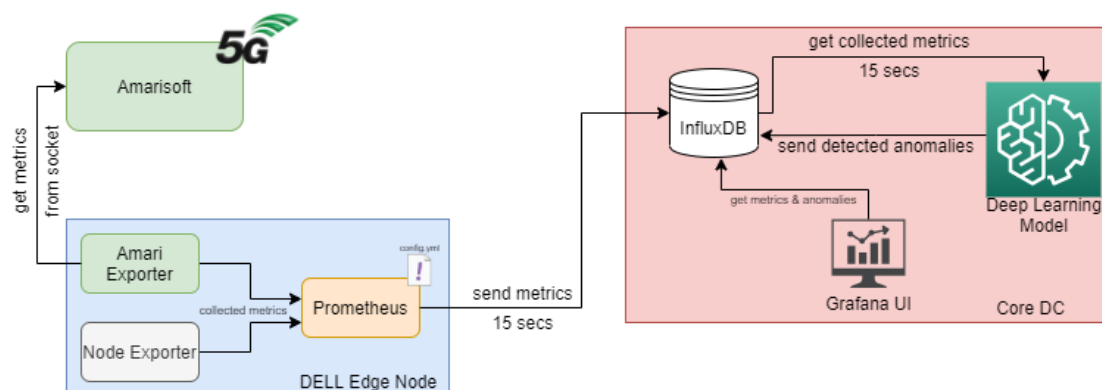 5G
Amarisoft
get metrics
from socket
Amari
Exporter
Node Exporter
collected metrics
config.yml
!
Prometheus
DELL Edge Node
send metrics
15 secs
get collected metrics
15 secs
InfluxDB
send detected anomalies
Deep Learning
Model
get metrics & anomalies
Grafana UI
Core DC